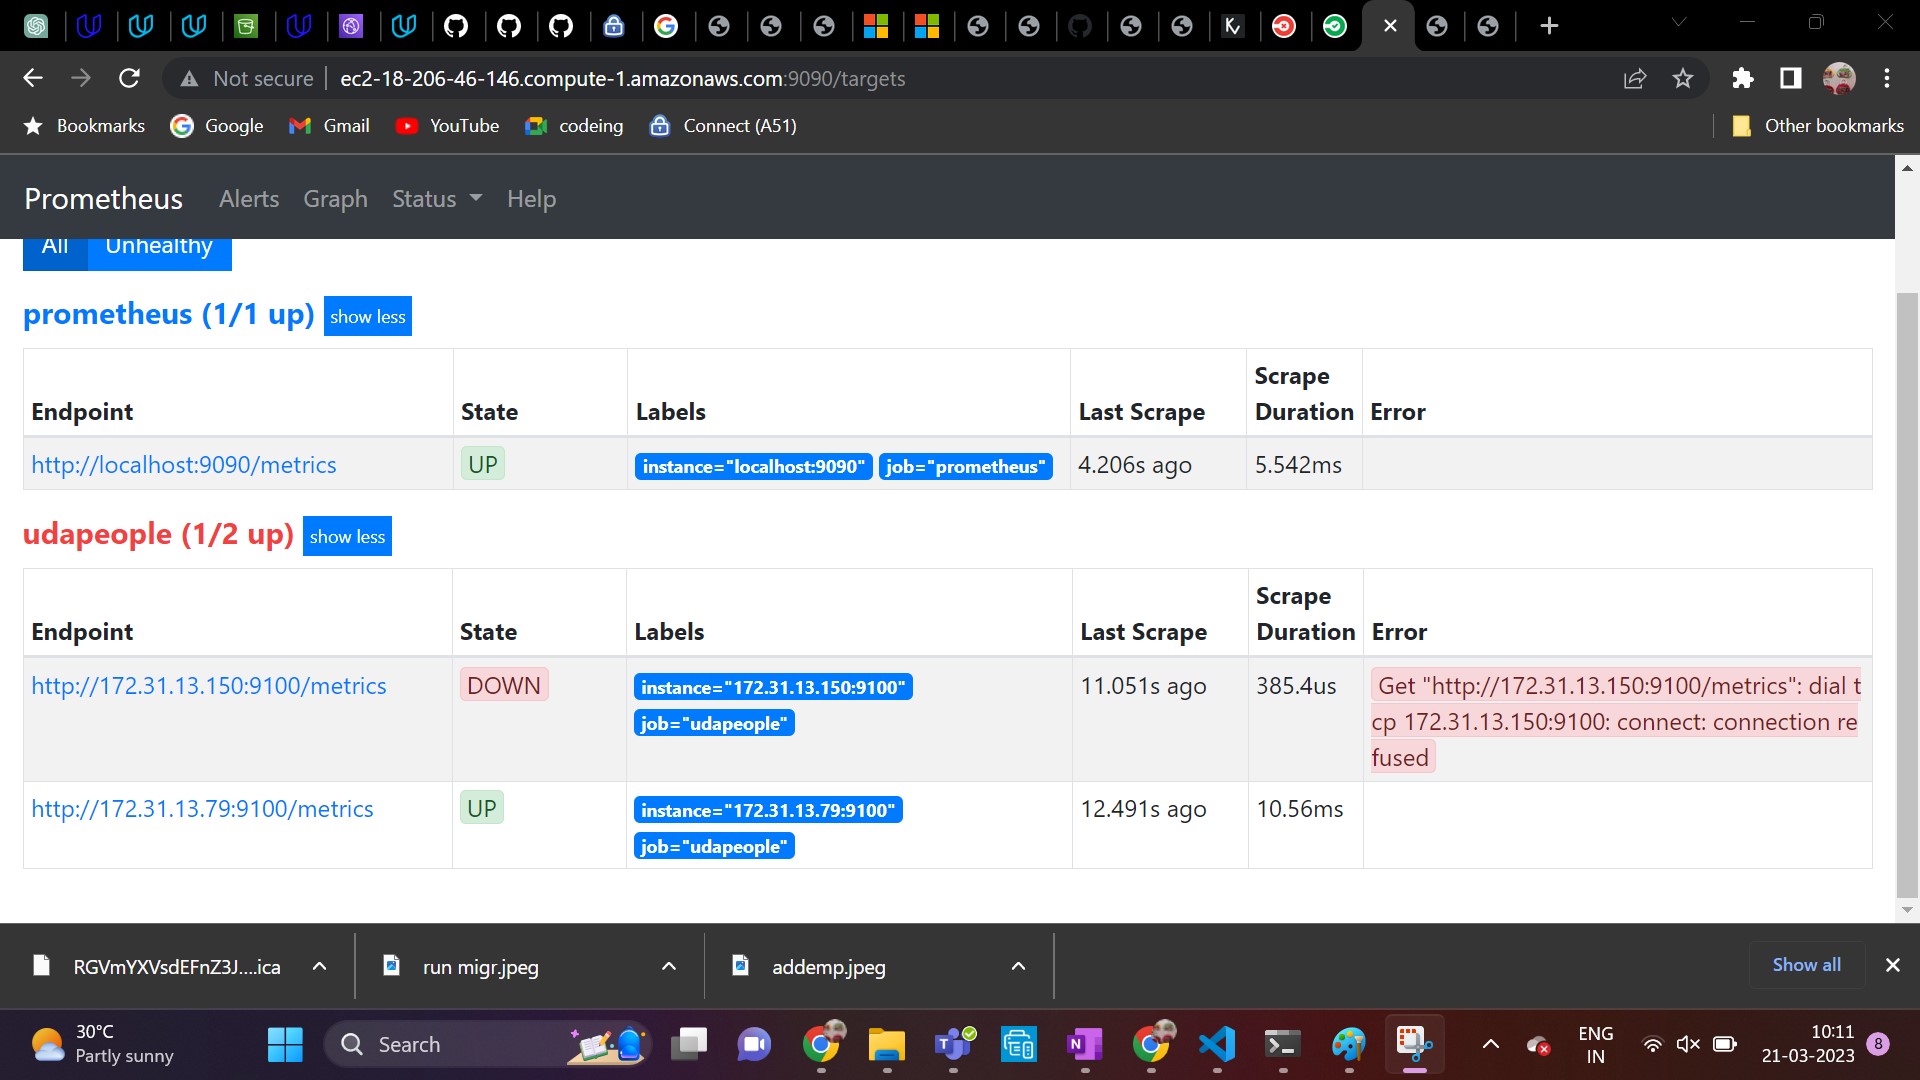 Not secure ec2-18-206-46-146.compute-1.amazonaws.com:9090/targets
Bookmarks Google Gmail YouTube codeing Connect (A51) Other bookmarks
Prometheus Alerts Graph Status Help
All Unhealthy
prometheus (1/1 up) show less
Endpoint State Labels Last Scrape Scrape Duration Error
http://localhost:9090/metrics UP instance="localhost:9090" job="prometheus" 4.206s ago 5.542ms
udapeople (1/2 up) show less
Endpoint State Labels Last Scrape Scrape Duration Error
http://172.31.13.150:9100/metrics DOWN instance="172.31.13.150:9100" 11.051s ago 385.4us Get "http://172.31.13.150:9100/metrics": dial t
job="udapeople" cp 172.31.13.150:9100: connect: connection re
fused
http://172.31.13.79:9100/metrics UP instance="172.31.13.79:9100" 12.491s ago 10.56ms
job="udapeople"
RGVmYXVsdEFnZ3J....ica run migr.jpeg addemp.jpeg Show all
30°C Search ENG 10:11
Partly sunny IN 21-03-2023 8